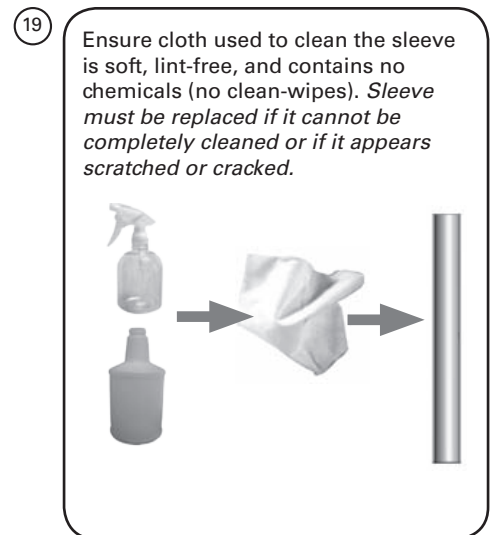 19
Ensure cloth used to clean the sleeve
is soft, lint-free, and contains no
chemicals (no clean-wipes). Sleeve
must be replaced if it cannot be
completely cleaned or if it appears
scratched or cracked.